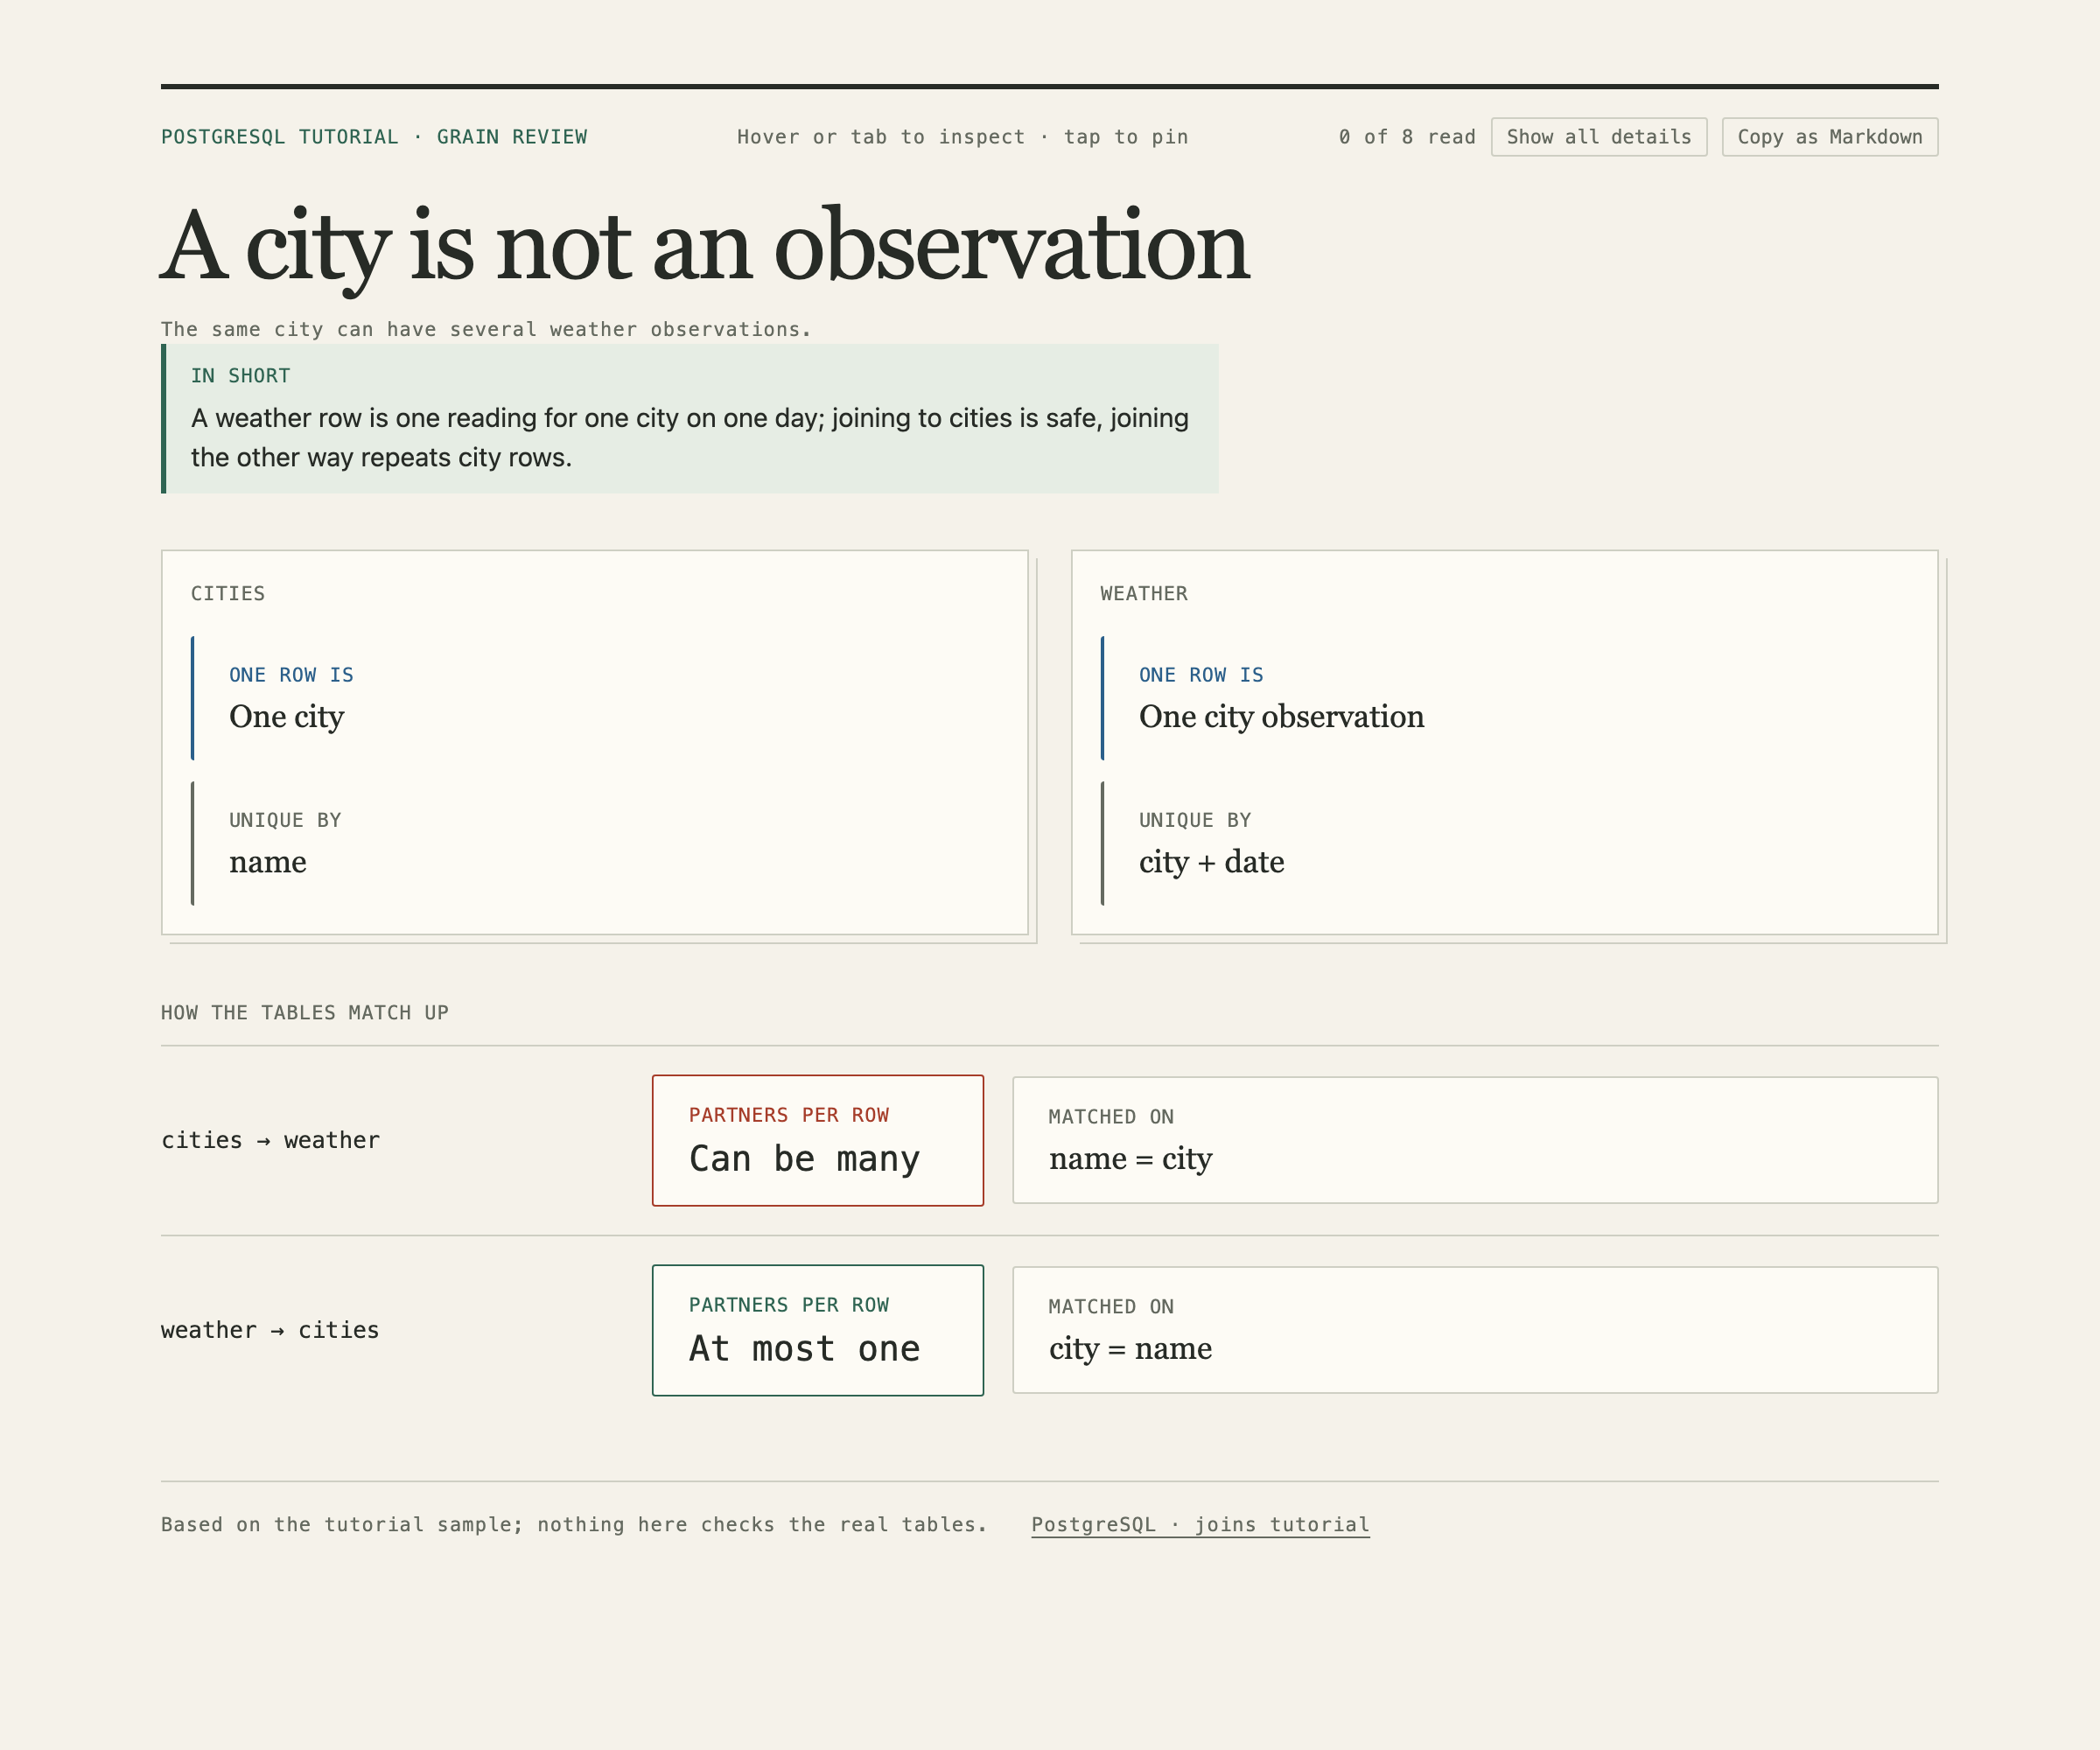 POSTGRESQL TUTORIAL · GRAIN REVIEW
Hover or tab to inspect · tap to pin
0 of 8 read
Show all details
Copy as Markdown
A city is not an observation
The same city can have several weather observations.
IN SHORT
A weather row is one reading for one city on one day; joining to cities is safe, joining
the other way repeats city rows.
CITIES
ONE ROW IS
One city
UNIQUE BY
name
WEATHER
ONE ROW IS
One city observation
UNIQUE BY
city + date
HOW THE TABLES MATCH UP
cities → weather
PARTNERS PER ROW
Can be many
MATCHED ON
name = city
weather → cities
PARTNERS PER ROW
At most one
MATCHED ON
city = name
Based on the tutorial sample; nothing here checks the real tables.
PostgreSQL · joins tutorial